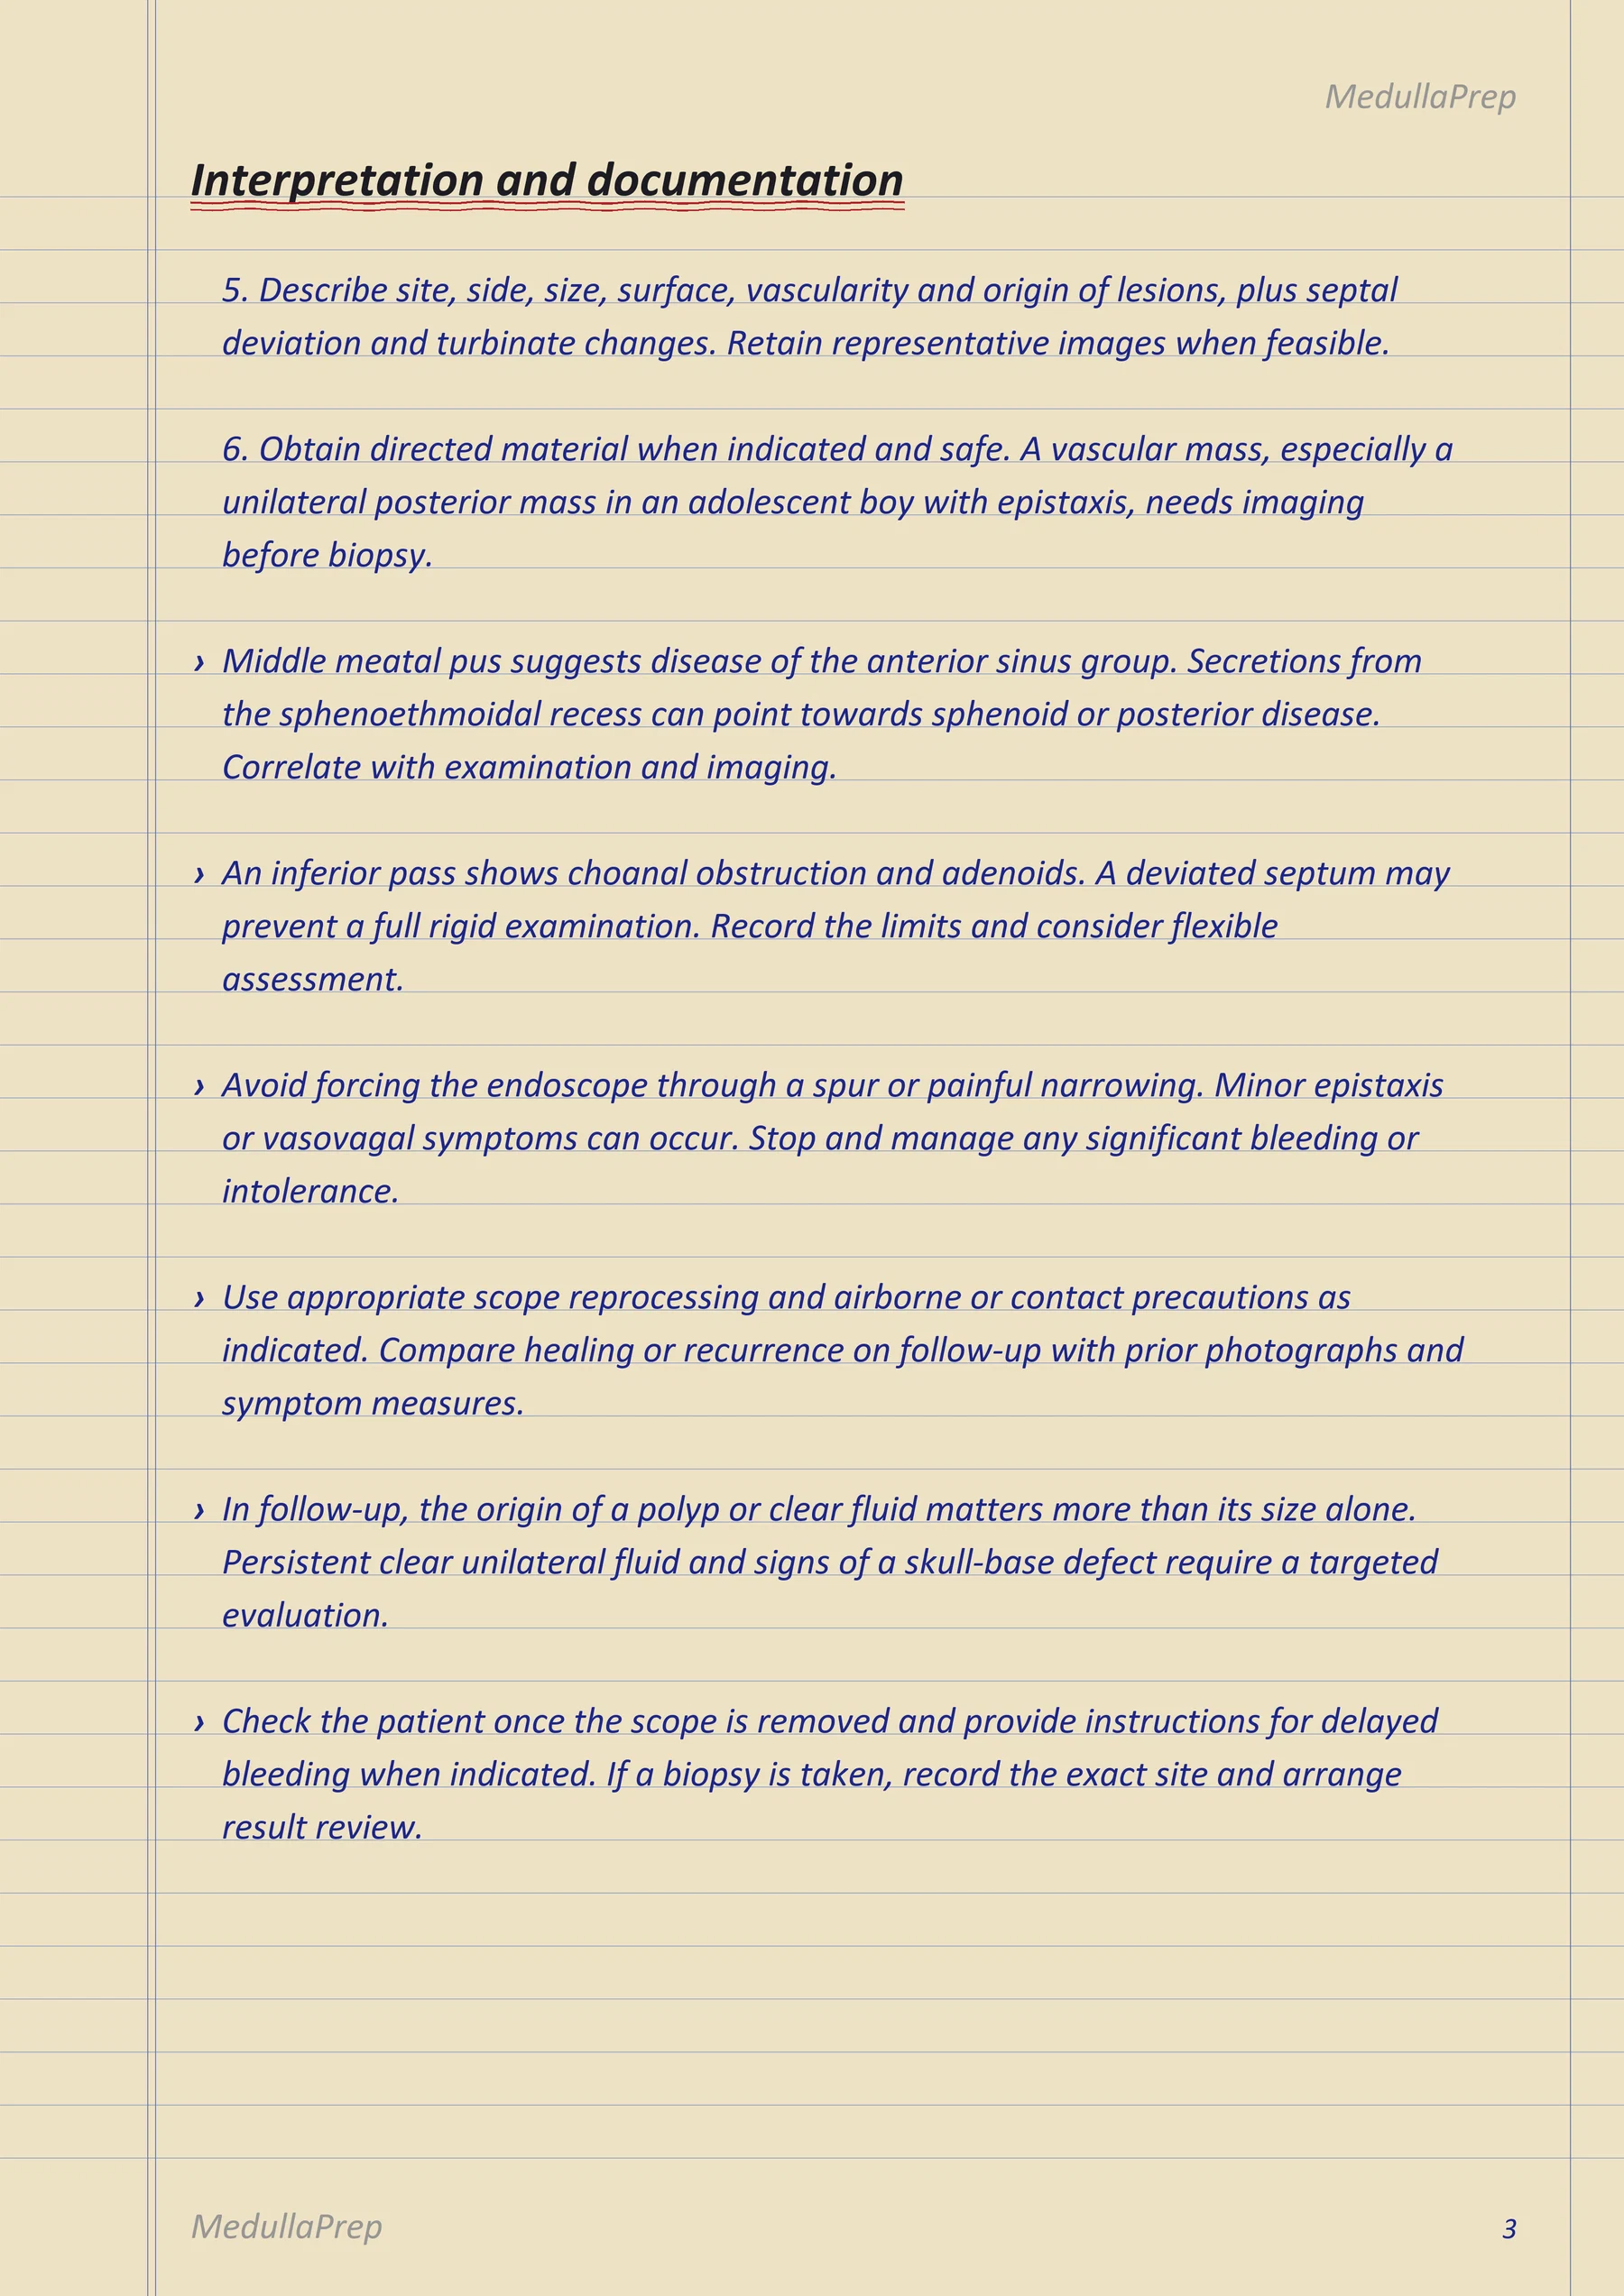 MedullaPrep
Interpretation and documentation
5. Describe site, side, size, surface, vascularity and origin of lesions, plus septal
deviation and turbinate changes. Retain representative images when feasible.
6. Obtain directed material when indicated and safe. A vascular mass, especially a
unilateral posterior mass in an adolescent boy with epistaxis, needs imaging
before biopsy.
› Middle meatal pus suggests disease of the anterior sinus group. Secretions from
the sphenoethmoidal recess can point towards sphenoid or posterior disease.
Correlate with examination and imaging.
› An inferior pass shows choanal obstruction and adenoids. A deviated septum may
prevent a full rigid examination. Record the limits and consider flexible
assessment.
› Avoid forcing the endoscope through a spur or painful narrowing. Minor epistaxis
or vasovagal symptoms can occur. Stop and manage any significant bleeding or
intolerance.
› Use appropriate scope reprocessing and airborne or contact precautions as
indicated. Compare healing or recurrence on follow-up with prior photographs and
symptom measures.
› In follow-up, the origin of a polyp or clear fluid matters more than its size alone.
Persistent clear unilateral fluid and signs of a skull-base defect require a targeted
evaluation.
› Check the patient once the scope is removed and provide instructions for delayed
bleeding when indicated. If a biopsy is taken, record the exact site and arrange
result review.
MedullaPrep
3